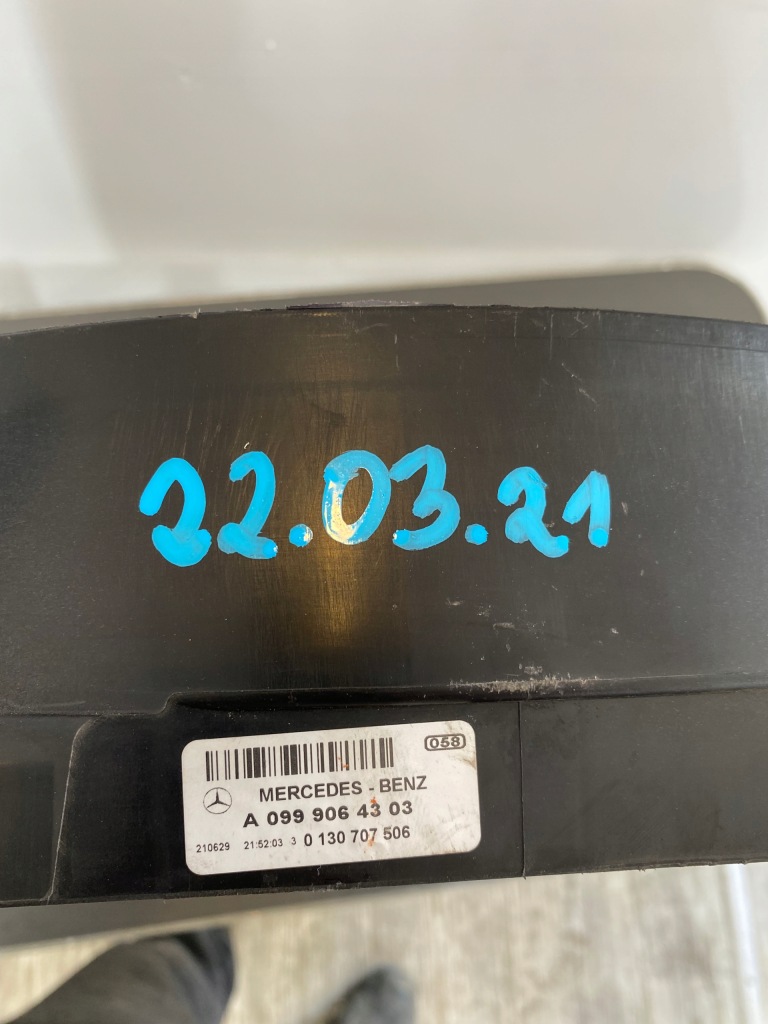 22.03.21
058
MERCEDES - BENZ
A 099 906 43 03
210629 21:52:03 3 0 130 707 506